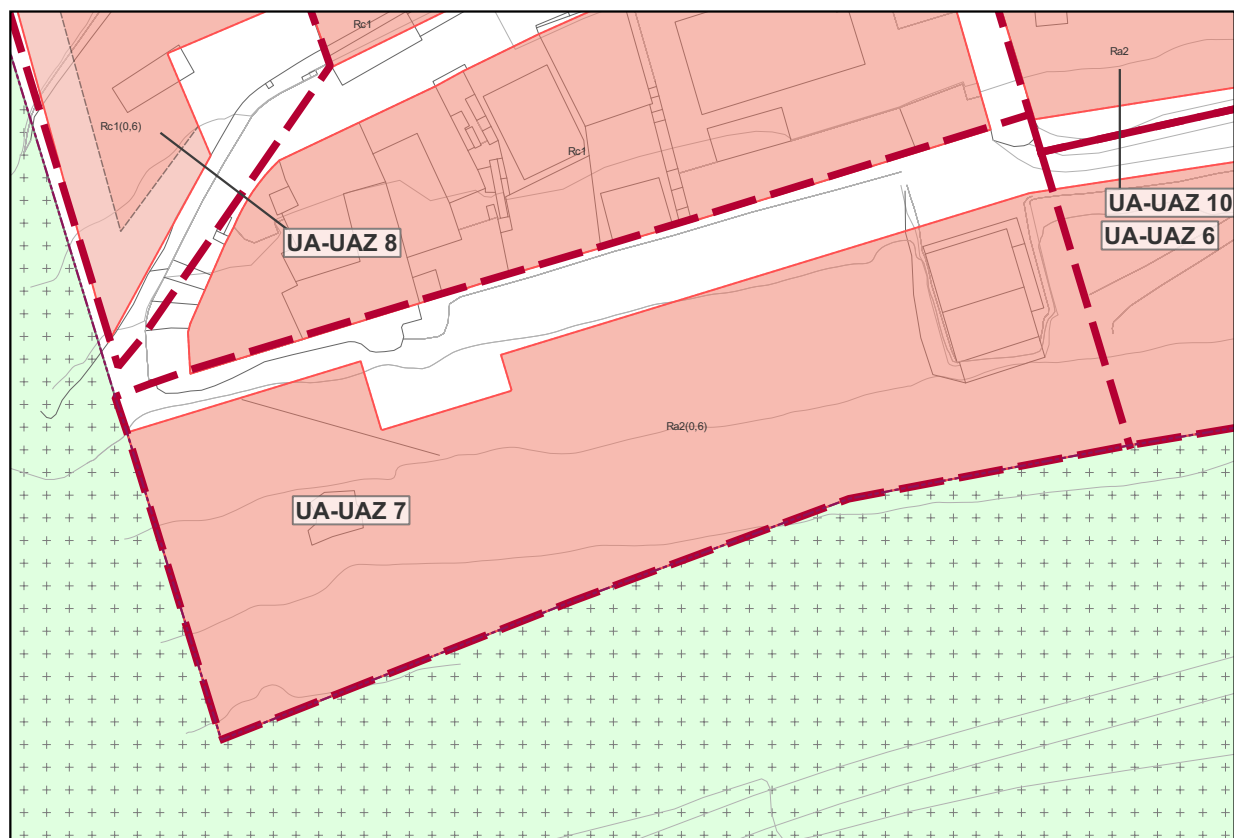 Rc1
Ra2
Rc1(0,6)
Rc1
UA-UAZ 10
UA-UAZ 8
UA-UAZ 6
Ra2(0,6)
UA-UAZ 7